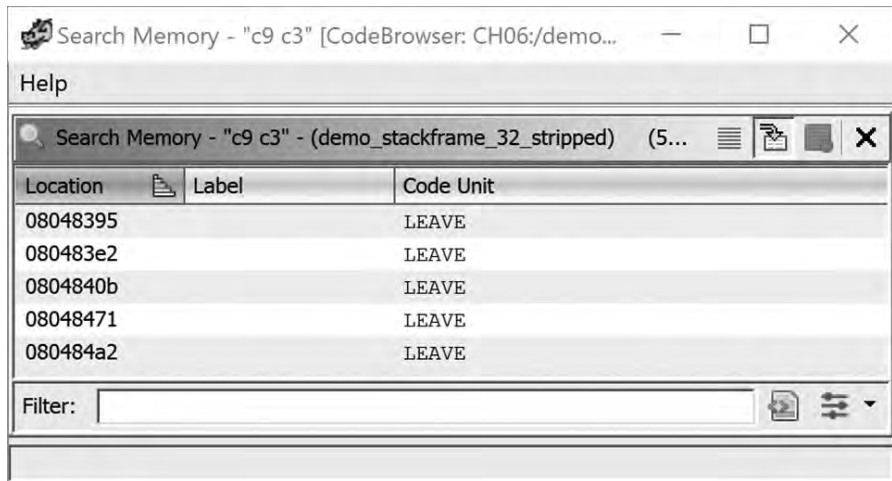 Search Memory - "c9 c3" [CodeBrowser: CH06:/demo...
Help
Search Memory - "c9 c3" - (demo_stackframe_32_stripped) (5...
Location Label Code Unit
08048395 LEAVE
080483e2 LEAVE
0804840b LEAVE
08048471 LEAVE
080484a2 LEAVE
Filter: